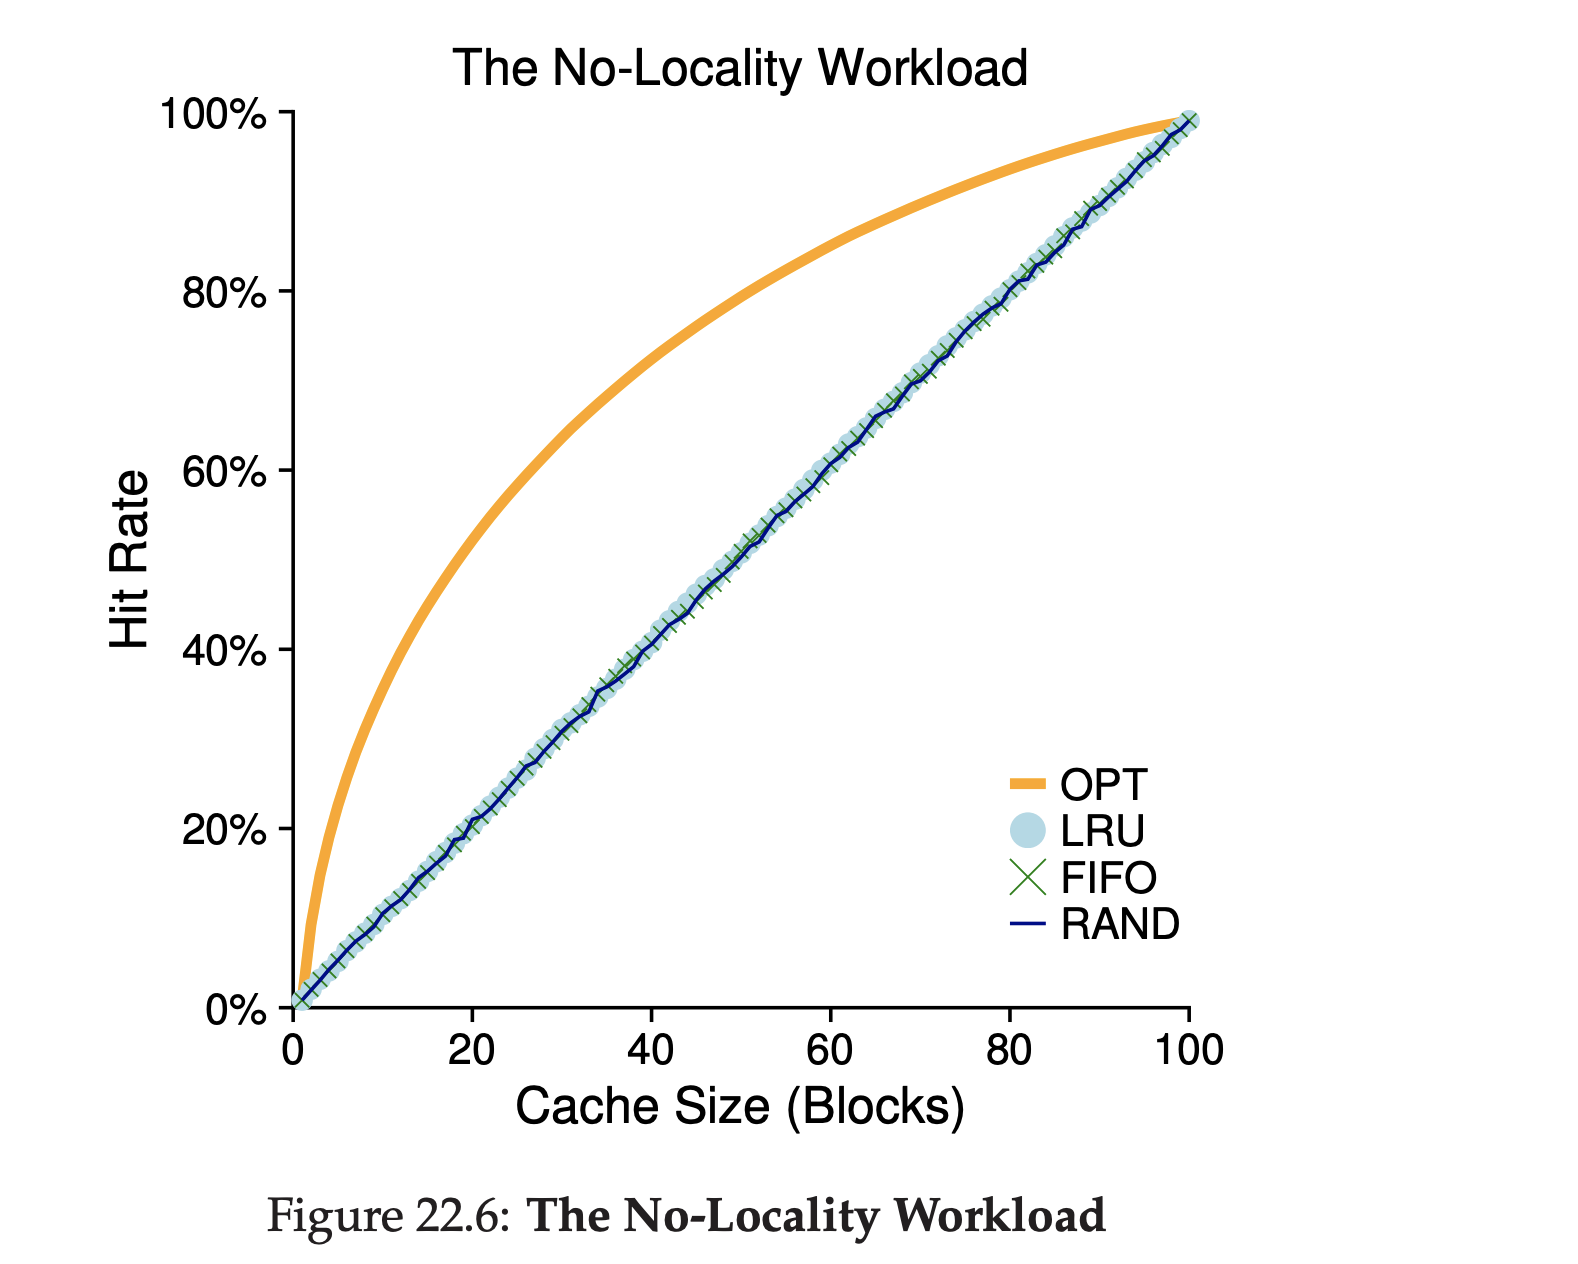 The No-Locality Workload
100%
80%
60%
40%
20%
0%
Hit Rate
OPT
LRU
FIFO
RAND
0 20 40 60 80 100
Cache Size (Blocks)
Figure 22.6: The No-Locality Workload